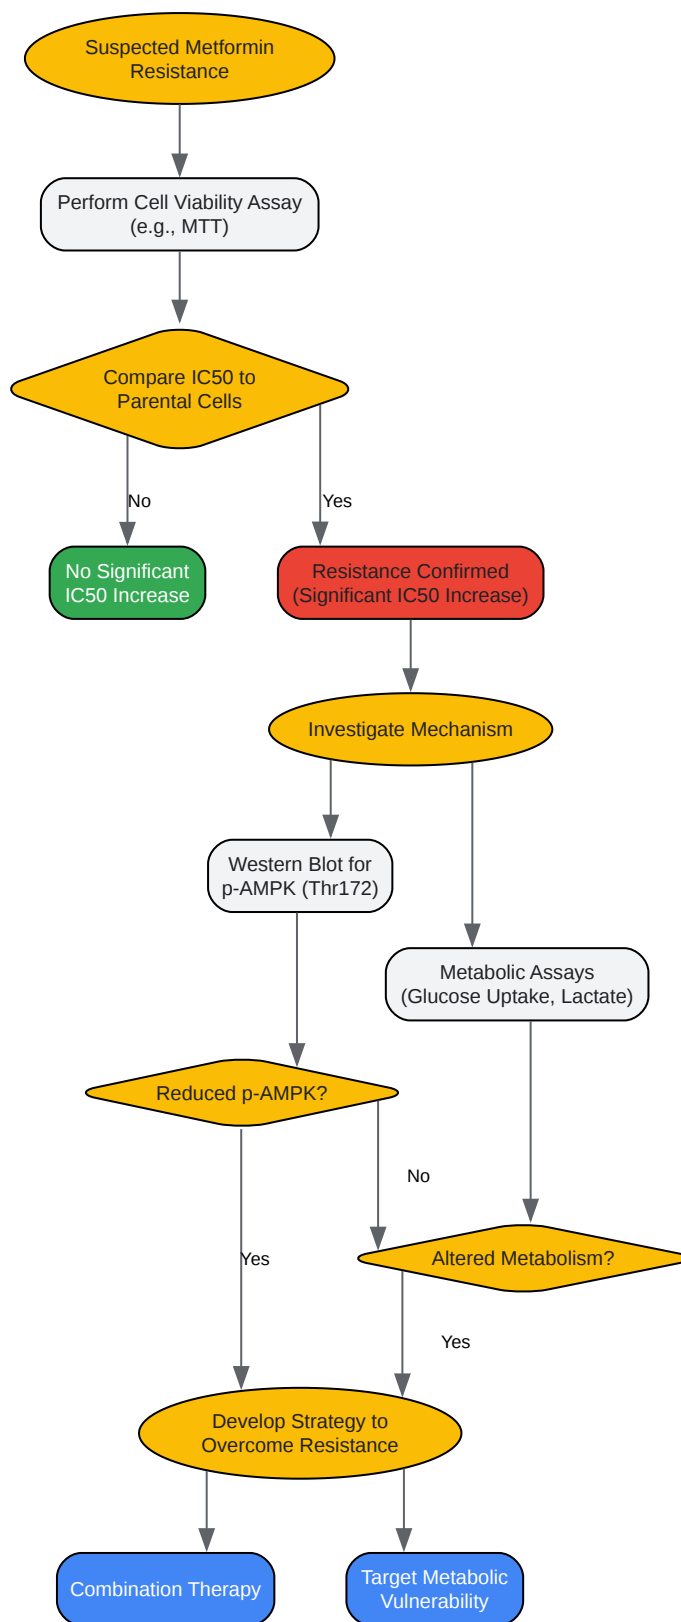 Suspected Metformin
Resistance
Perform Cell Viability Assay
(e.g., MTT)
Compare IC50 to
Parental Cells
No
Yes
No Significant
IC50 Increase
Resistance Confirmed
(Significant IC50 Increase)
Investigate Mechanism
Western Blot for
p-AMPK (Thr172)
Metabolic Assays
(Glucose Uptake, Lactate)
Reduced p-AMPK?
No
Yes
Altered Metabolism?
Yes
Develop Strategy to
Overcome Resistance
Combination Therapy
Target Metabolic
Vulnerability